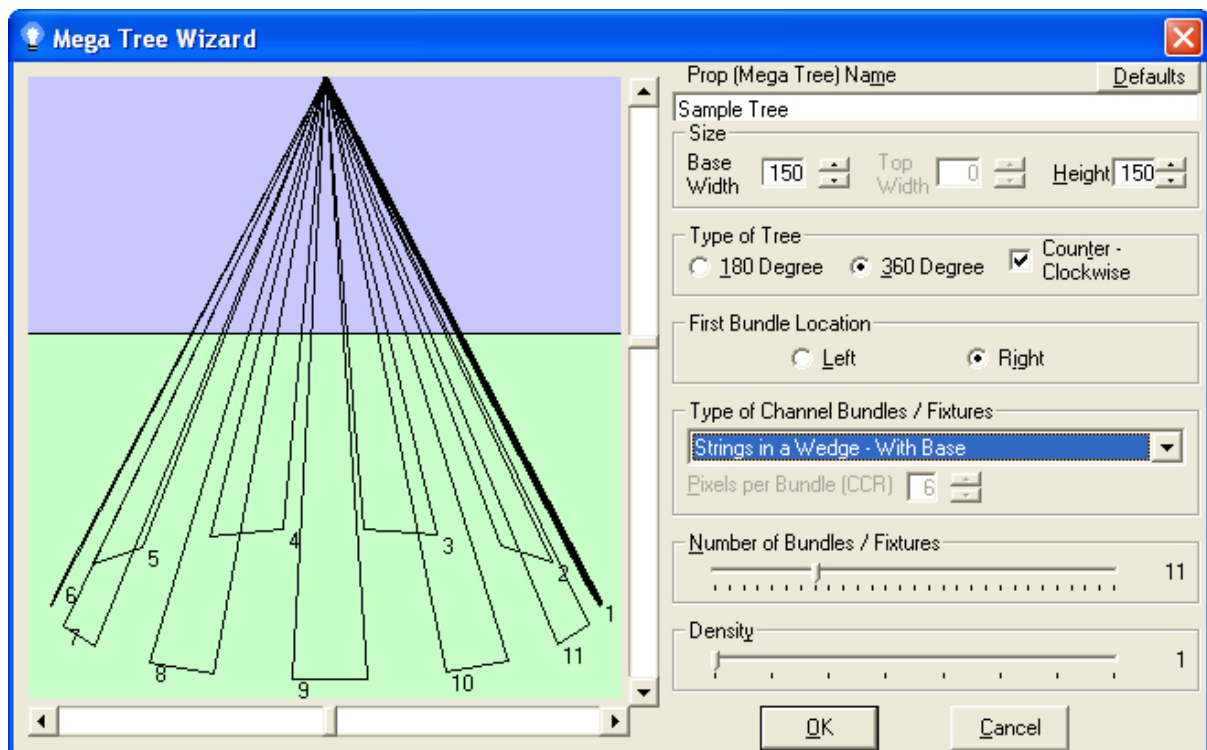 Mega Tree Wizard
Prop (Mega Tree) Name
Defaults
Sample Tree
Size
Base Width 150 Top Width 0 Height 150
Type of Tree
180 Degree 360 Degree Counter - Clockwise
First Bundle Location
Left Right
Type of Channel Bundles / Fixtures
Strings in a Wedge - With Base
Pixels per Bundle (CCR) 6
Number of Bundles / Fixtures
11
Density
1
OK Cancel
4
3
5
2
6
1
7
11
8
10
9